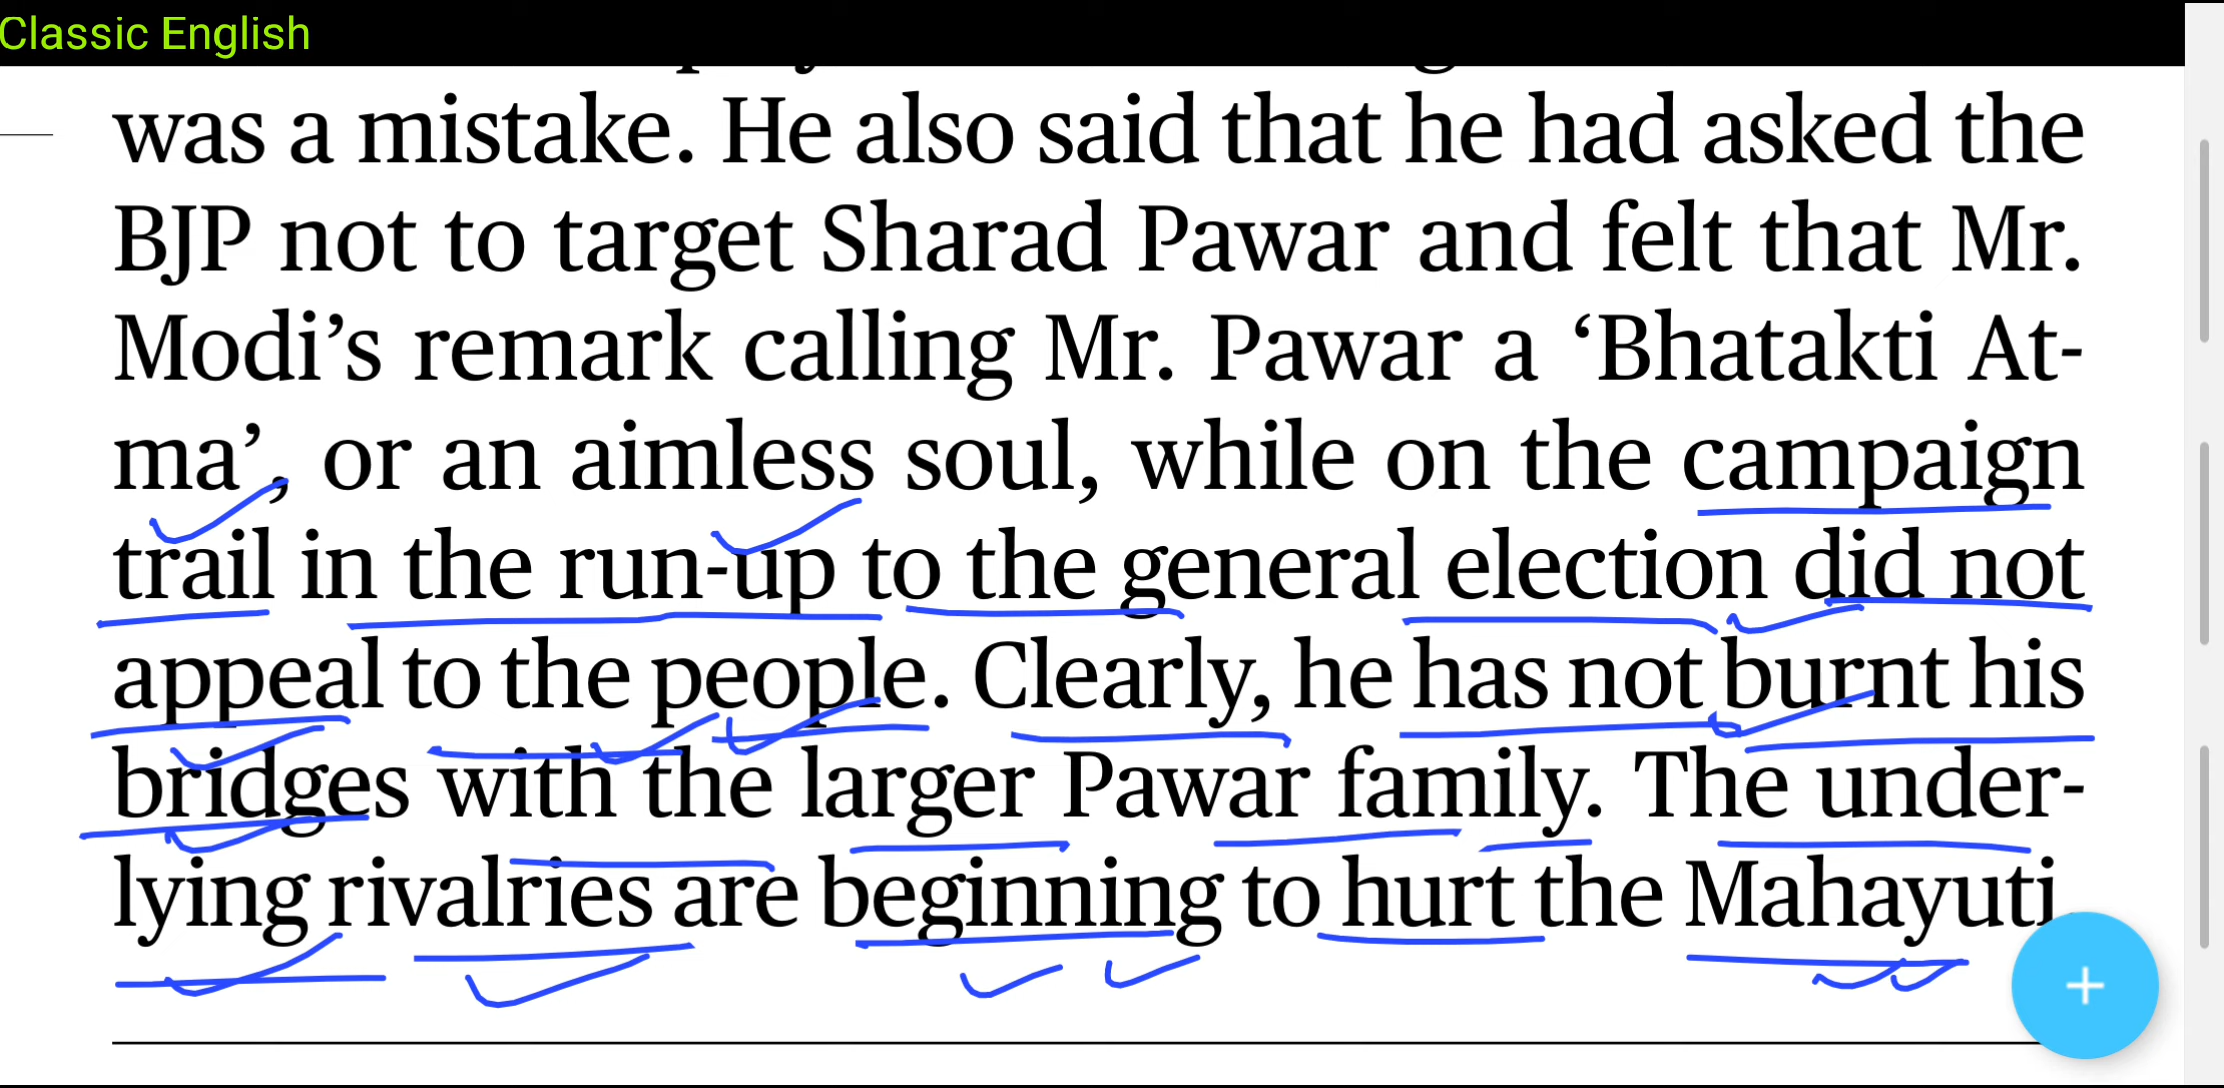 Classic English
was a mistake. He also said that he had asked the
BJP not to target Sharad Pawar and felt that Mr.
Modi’s remark calling Mr. Pawar a ‘Bhatakti At-
ma’, or an aimless soul, while on the campaign
trail in the run-up to the general election did not
appeal to the people. Clearly, he has not burnt his
bridges with the larger Pawar family. The under-
lying rivalries are beginning to hurt the Mahayuti
+